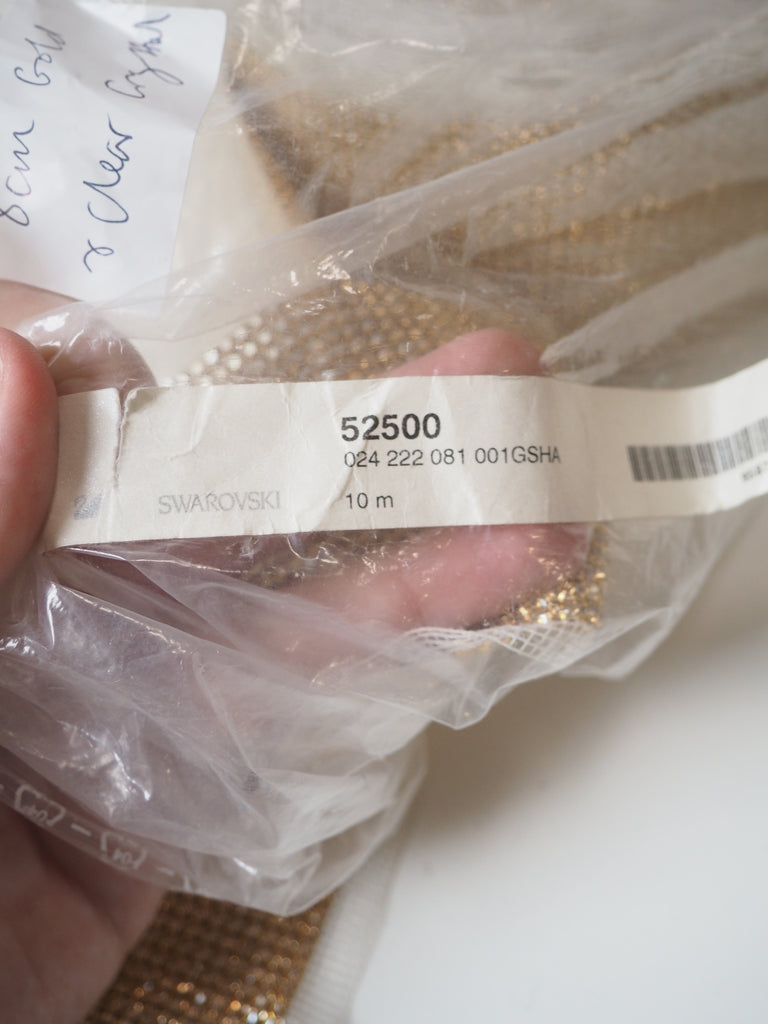 8cm Gold
& Clear Crystal
52500
024 222 081 001GSHA
SWAROVSKI
10 m